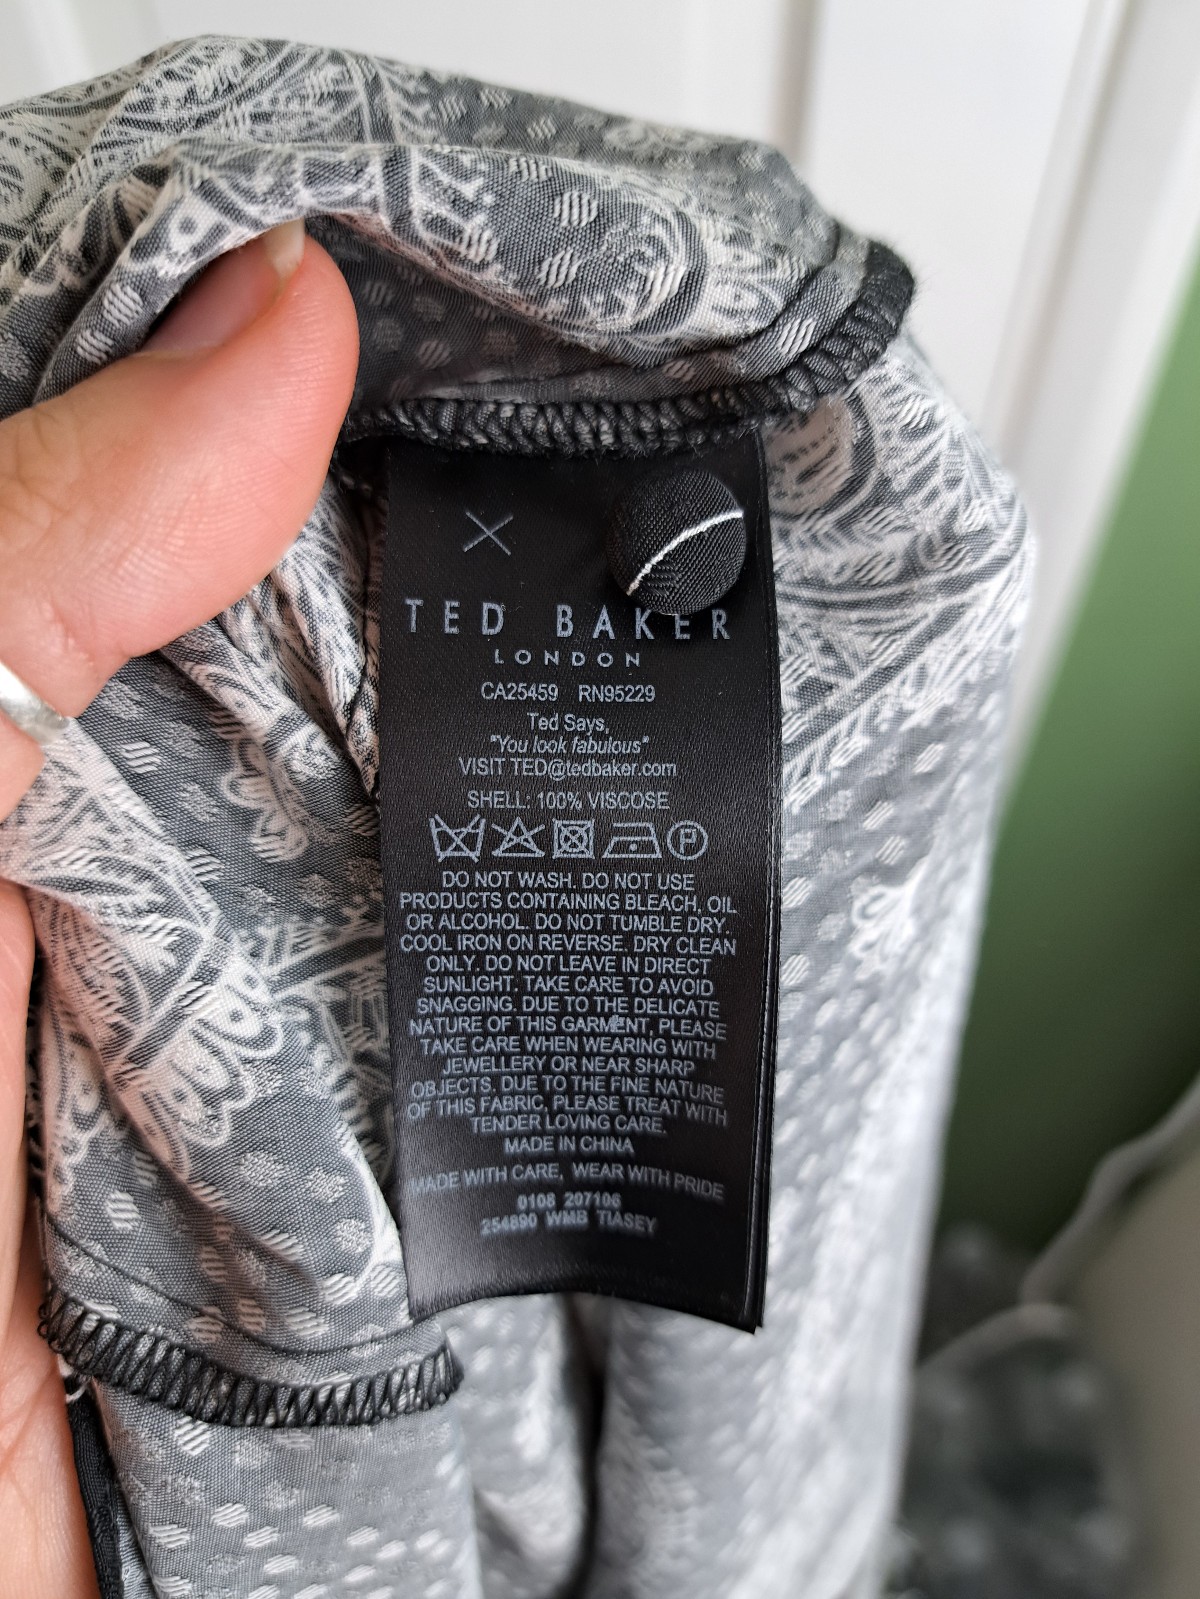 TED BAKER
LONDON
CA25459 RN95229
Ted Says,
"You look fabulous"
VISIT TED@tedbaker.com
SHELL: 100% VISCOSE
P
DO NOT WASH. DO NOT USE
PRODUCTS CONTAINING BLEACH, OIL
OR ALCOHOL. DO NOT TUMBLE DRY.
COOL IRON ON REVERSE. DRY CLEAN
ONLY. DO NOT LEAVE IN DIRECT
SUNLIGHT. TAKE CARE TO AVOID
SNAGGING. DUE TO THE DELICATE
NATURE OF THIS GARMENT, PLEASE
TAKE CARE WHEN WEARING WITH
JEWELLERY OR NEAR SHARP
OBJECTS. DUE TO THE FINE NATURE
OF THIS FABRIC, PLEASE TREAT WITH
TENDER LOVING CARE.
MADE IN CHINA
MADE WITH CARE, WEAR WITH PRIDE
0108 207106
254890 WMB TIASEY